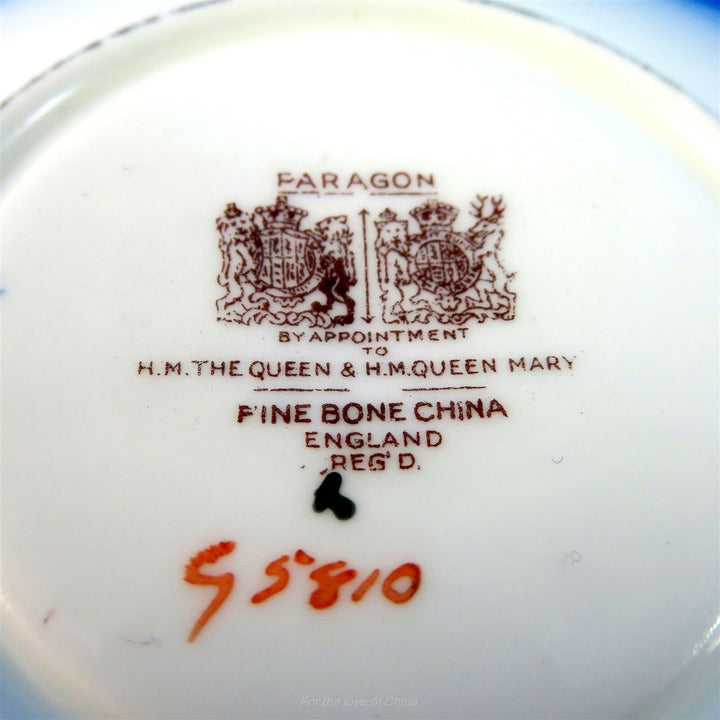 PARAGON
BY APPOINTMENT
TO
H.M. THE QUEEN & H.M. QUEEN MARY
FINE BONE CHINA
ENGLAND
REG'D.
G5810
For the love of China